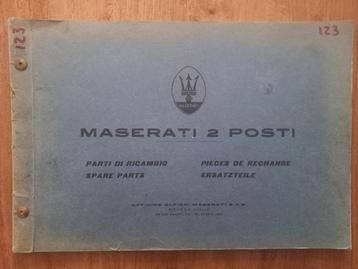 123
123
MASERATI
MASERATI 2 POSTI
PARTI DI RICAMBIO
PIECES DE RECHANGE
SPARE PARTS
ERSATZTEILE
OFFICINE ALFIERI MASERATI S.P.A.